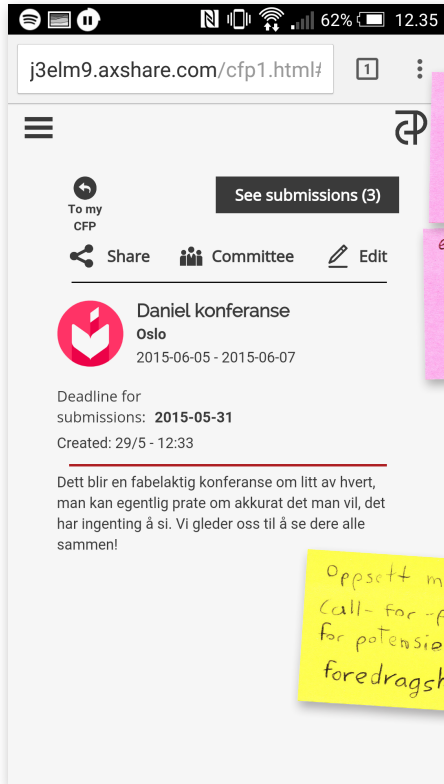 62% 12.35
j3elm9.axshare.com/cfp1.html#
1
To my
CFP
See submissions (3)
Share Committee Edit
Daniel konferanse
Oslo
2015-06-05 - 2015-06-07
Deadline for
submissions: 2015-05-31
Created: 29/5 - 12:33
Dett blir en fabelaktig konferanse om litt av hvert,
man kan egentlig prate om akkurat det man vil, det
har ingenting å si. Vi gleder oss til å se dere alle
sammen!
Oppsett m
Call-for-p
for potensie
foredragsh